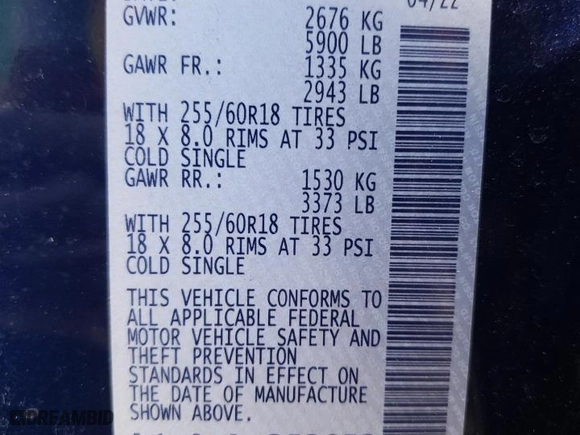 04/22
GVWR: 2676 KG
5900 LB
GAWR FR.: 1335 KG
2943 LB
WITH 255/60R18 TIRES
18 X 8.0 RIMS AT 33 PSI
COLD SINGLE
GAWR RR.: 1530 KG
3373 LB
WITH 255/60R18 TIRES
18 X 8.0 RIMS AT 33 PSI
COLD SINGLE
THIS VEHICLE CONFORMS TO
ALL APPLICABLE FEDERAL
MOTOR VEHICLE SAFETY AND
THEFT PREVENTION
STANDARDS IN EFFECT ON
THE DATE OF MANUFACTURE
SHOWN ABOVE.
DREAMBID